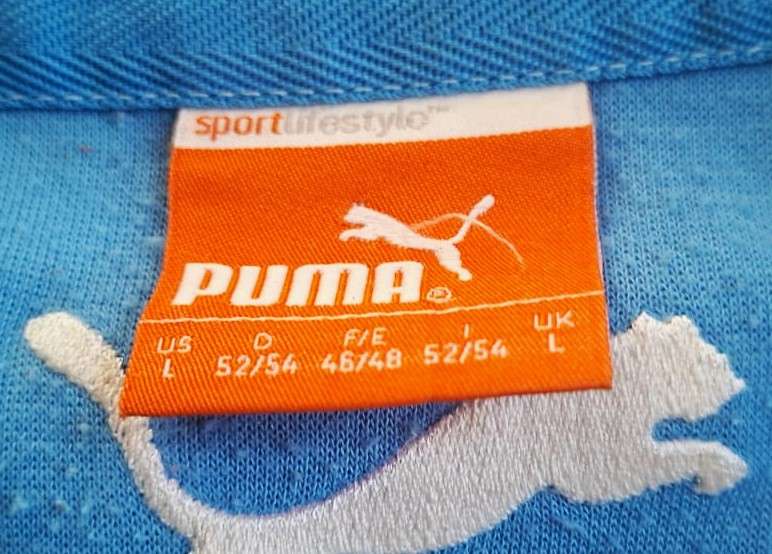 sportlifestyle™
PUMA®
US D F/E I UK
L 52/54 46/48 52/54 L